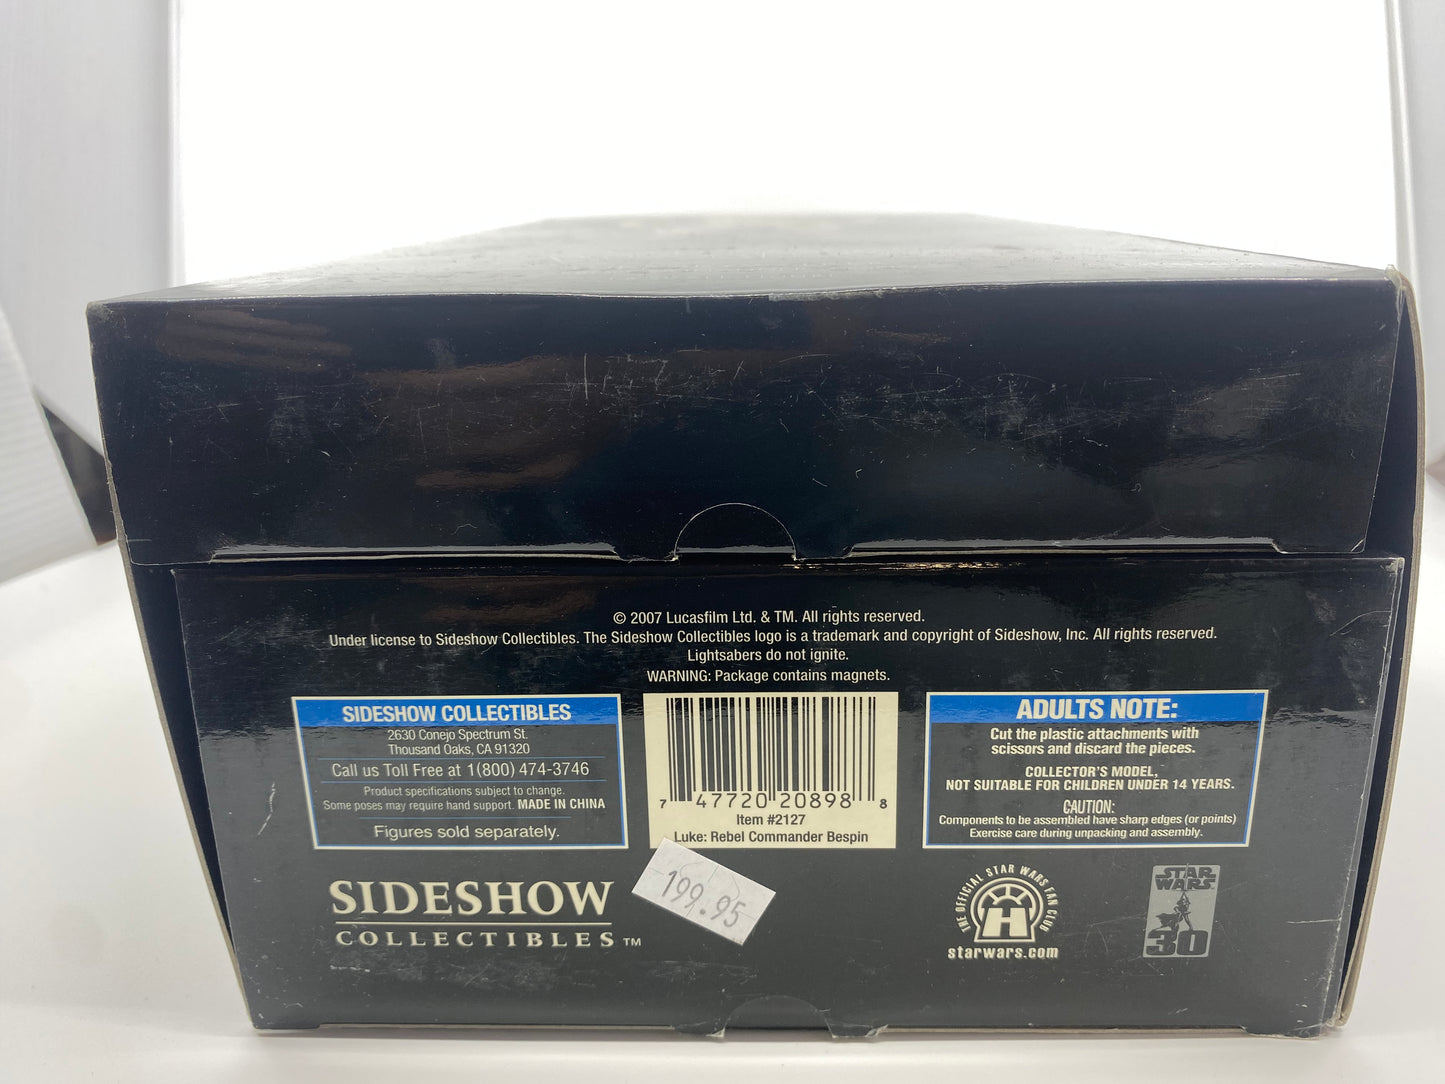 © 2007 Lucasfilm Ltd. & TM. All rights reserved.
Under license to Sideshow Collectibles. The Sideshow Collectibles logo is a trademark and copyright of Sideshow, Inc. All rights reserved.
Lightsabers do not ignite.
WARNING: Package contains magnets.
SIDESHOW COLLECTIBLES
2630 Conejo Spectrum St.
Thousand Oaks, CA 91320
Call us Toll Free at 1(800) 474-3746
Product specifications subject to change.
Some poses may require hand support. MADE IN CHINA
Figures sold separately.
7 47720 20898 8
Item #2127
Luke: Rebel Commander Bespin
ADULTS NOTE:
Cut the plastic attachments with
scissors and discard the pieces.
COLLECTOR'S MODEL,
NOT SUITABLE FOR CHILDREN UNDER 14 YEARS.
CAUTION:
Components to be assembled have sharp edges (or points)
Exercise care during unpacking and assembly.
SIDESHOW
COLLECTIBLES™
199.95
THE OFFICIAL STAR WARS FAN CLUB
H
starwars.com
STAR
WARS
30